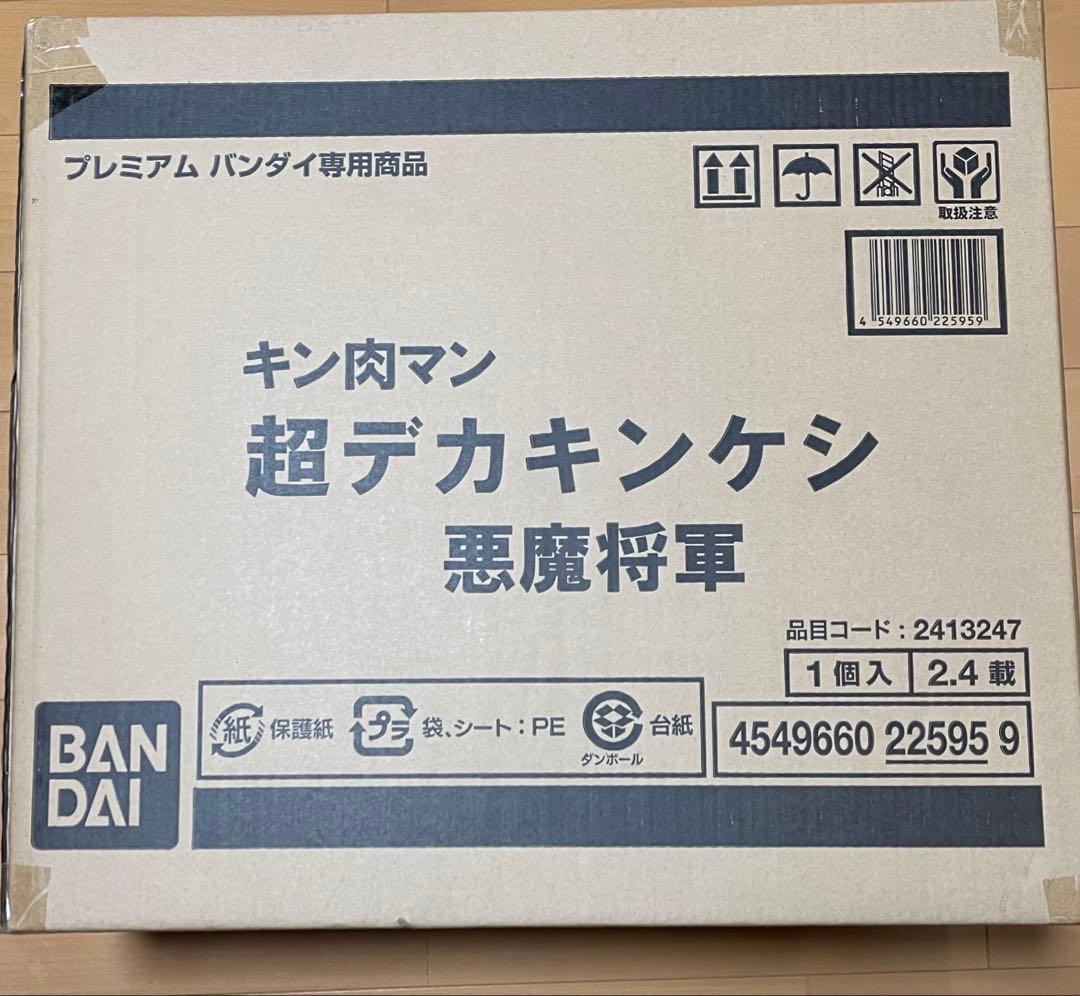 プレミアム バンダイ専用商品
取扱注意
4 549660 225959
キン肉マン
超デカキンケシ
悪魔将軍
品目コード：2413247
1個入 2.4 載
紙 保護紙 プラ 袋、シート：PE ダンボール 台紙
4549660 22595 9
BAN
DAI